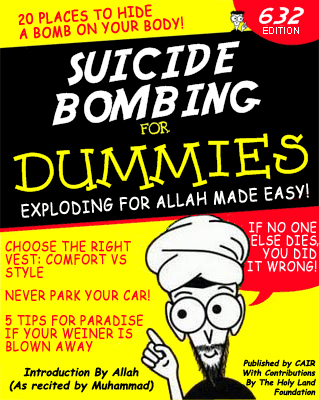 20 PLACES TO HIDE
A BOMB ON YOUR BODY!
632
EDITION
SUICIDE
BOMBING
FOR
DUMMIES
EXPLODING FOR ALLAH MADE EASY!
IF NO ONE
ELSE DIES,
YOU DID
IT WRONG!
CHOOSE THE RIGHT
VEST: COMFORT VS
STYLE
NEVER PARK YOUR CAR!
5 TIPS FOR PARADISE
IF YOUR WEINER IS
BLOWN AWAY
Introduction By Allah
(As recited by Muhammad)
Published by CAIR
With Contributions
By The Holy Land
Foundation